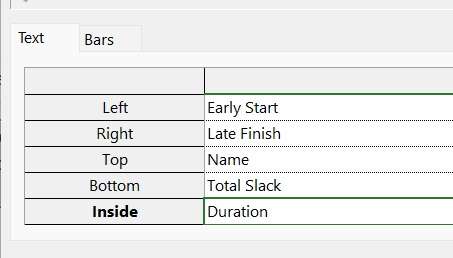 Text Bars
Left Early Start
Right Late Finish
Top Name
Bottom Total Slack
Inside Duration